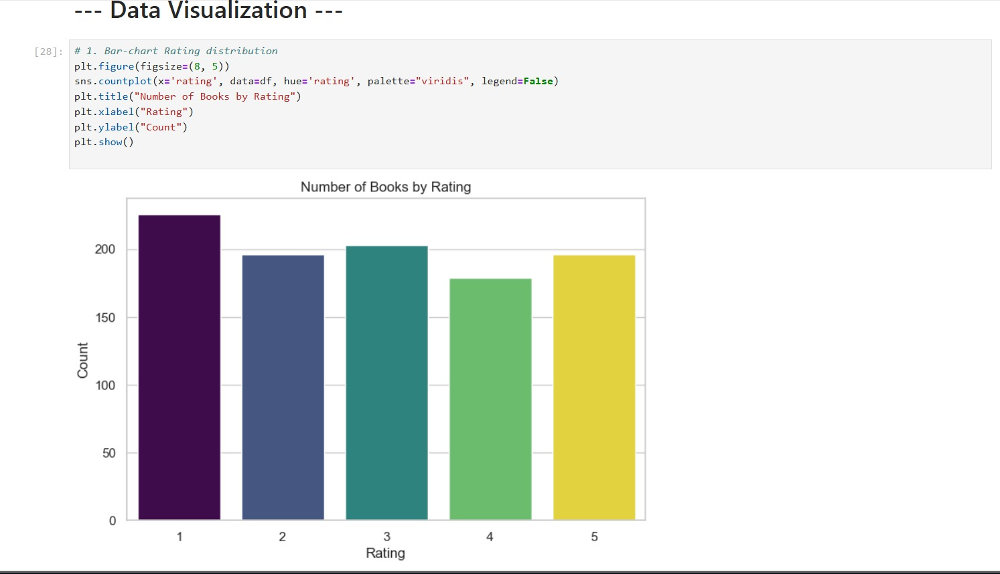 --- Data Visualization ---
[28]:
# 1. Bar-chart Rating distribution
plt.figure(figsize=(8, 5))
sns.countplot(x='rating', data=df, hue='rating', palette="viridis", legend=False)
plt.title("Number of Books by Rating")
plt.xlabel("Rating")
plt.ylabel("Count")
plt.show()
Number of Books by Rating
200
150
100
50
0
Count
1 2 3 4 5
Rating